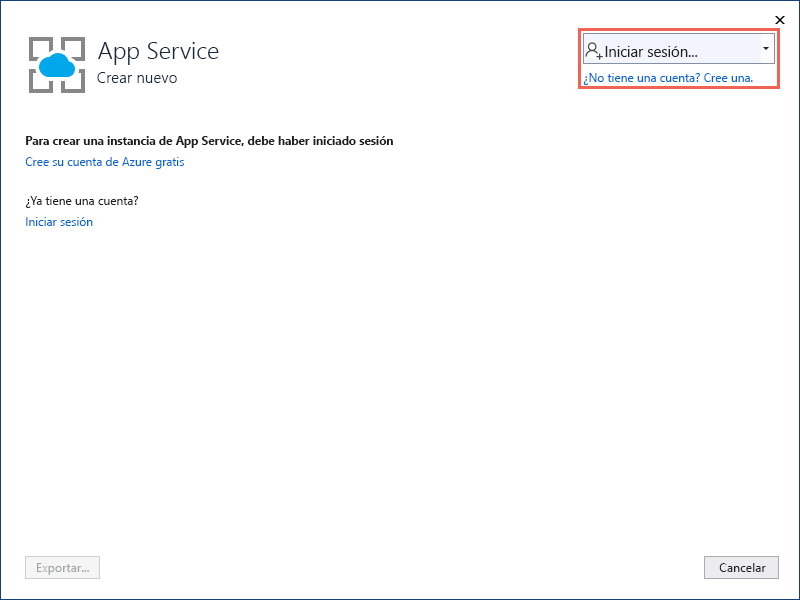 App Service
Crear nuevo
Iniciar sesión...
¿No tiene una cuenta? Cree una.
Para crear una instancia de App Service, debe haber iniciado sesión
Cree su cuenta de Azure gratis
¿Ya tiene una cuenta?
Iniciar sesión
Exportar...
Cancelar